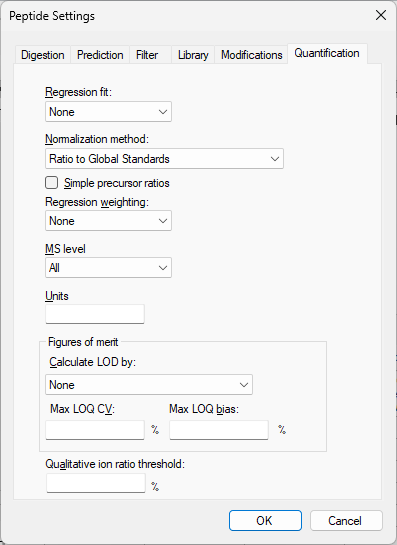 Peptide Settings
Digestion Prediction Filter Library Modifications Quantification
Regression fit:
None
Normalization method:
Ratio to Global Standards
Simple precursor ratios
Regression weighting:
None
MS level
All
Units
Figures of merit
Calculate LOD by:
None
Max LOQ CV: Max LOQ bias:
% %
Qualitative ion ratio threshold:
%
OK Cancel